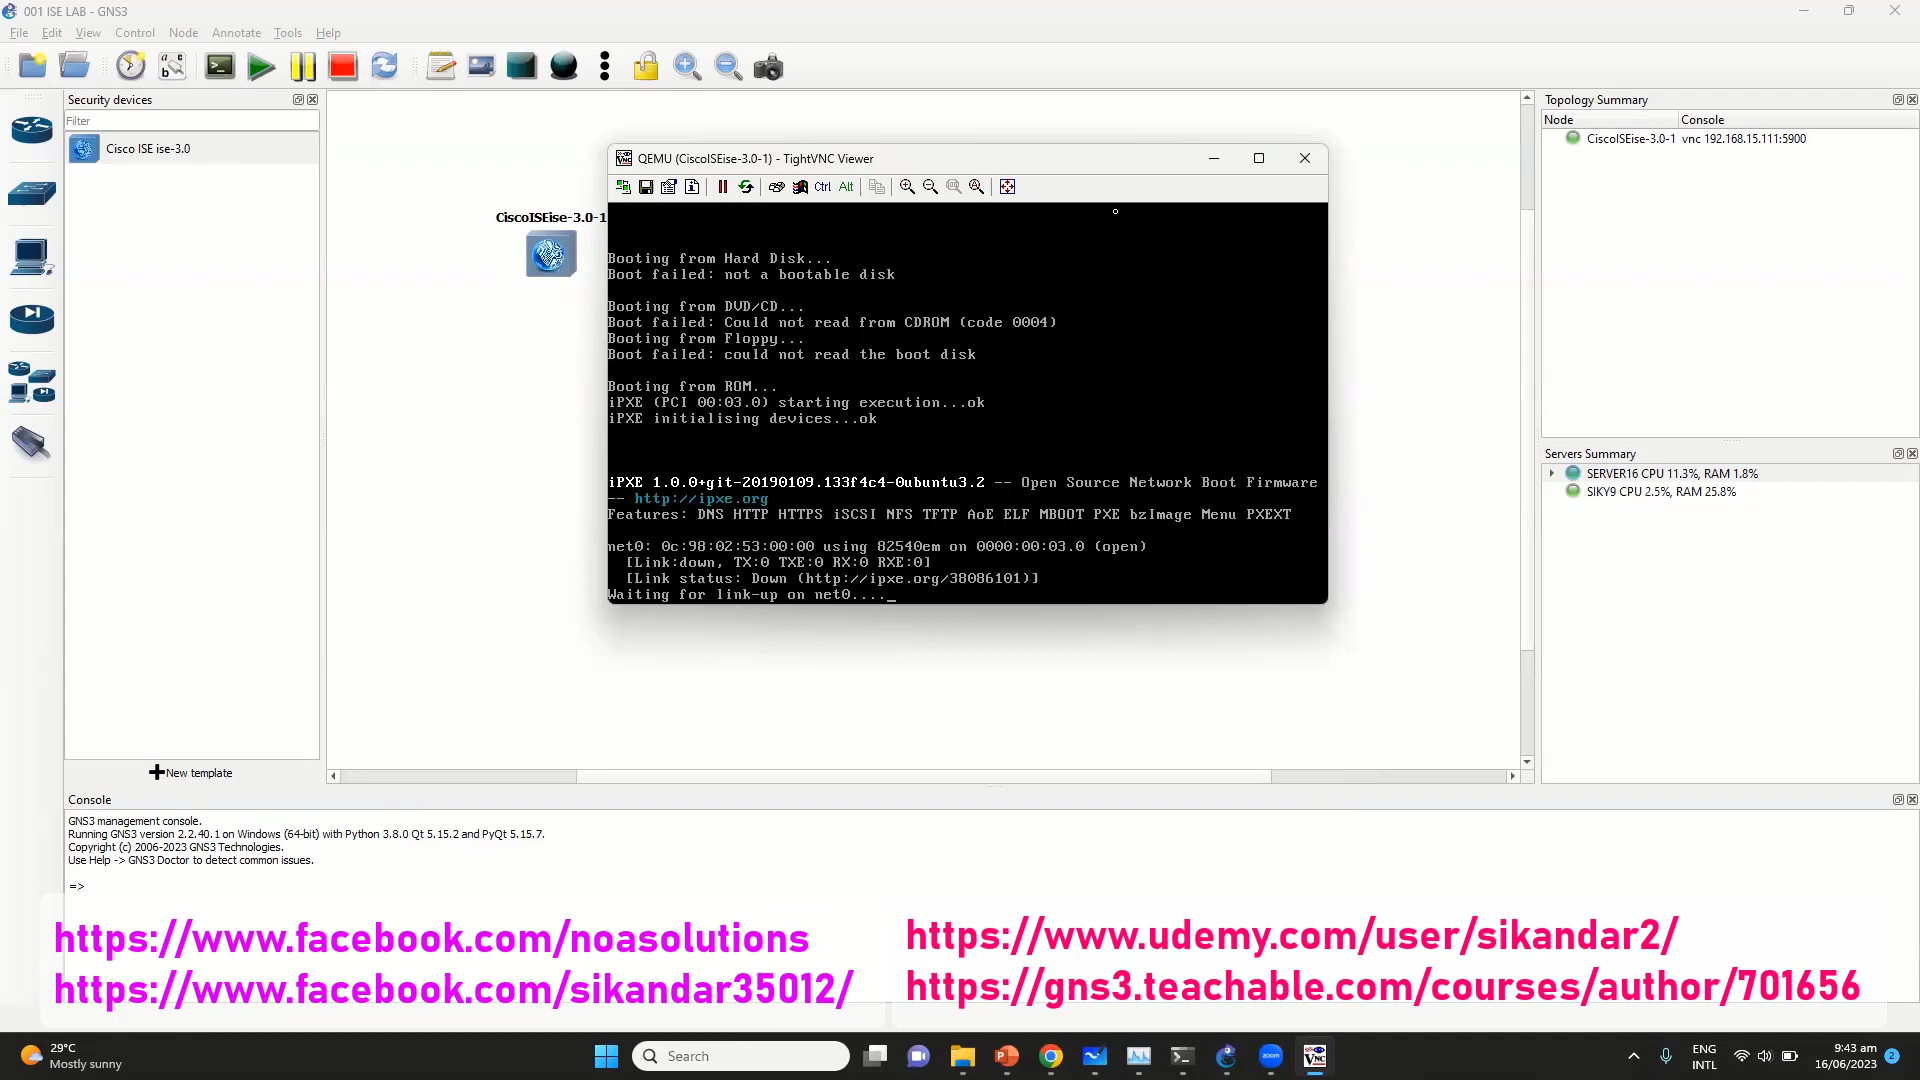 001 ISE LAB - GNS3
File Edit View Control Node Annotate Tools Help
Security devices
Filter
Cisco ISE ise-3.0
New template
CiscoISEise-3.0-1
QEMU (CiscoISEise-3.0-1) - TightVNC Viewer
Ctrl Alt
Booting from Hard Disk...
Boot failed: not a bootable disk
Booting from DVD/CD...
Boot failed: Could not read from CDROM (code 0004)
Booting from Floppy...
Boot failed: could not read the boot disk
Booting from ROM...
iPXE (PCI 00:03.0) starting execution...ok
iPXE initialising devices...ok
iPXE 1.0.0+git-20190109.133f4c4-0ubuntu3.2 -- Open Source Network Boot Firmware
-- http://ipxe.org
Features: DNS HTTP HTTPS iSCSI NFS TFTP AoE ELF MBOOT PXE bzImage Menu PXEXT
net0: 0c:98:02:53:00:00 using 82540em on 0000:00:03.0 (open)
[Link:down, TX:0 TXE:0 RX:0 RXE:0]
[Link status: Down (http://ipxe.org/38086101)]
Waiting for link-up on net0...._
Topology Summary
Node Console
CiscoISEise-3.0-1 vnc 192.168.15.111:5900
Servers Summary
SERVER16 CPU 11.3%, RAM 1.8%
SIKY9 CPU 2.5%, RAM 25.8%
Console
GNS3 management console.
Running GNS3 version 2.2.40.1 on Windows (64-bit) with Python 3.8.0 Qt 5.15.2 and PyQt 5.15.7.
Copyright (c) 2006-2023 GNS3 Technologies.
Use Help -> GNS3 Doctor to detect common issues.
=>
https://www.facebook.com/noasolutions
https://www.facebook.com/sikandar35012/
https://www.udemy.com/user/sikandar2/
https://gns3.teachable.com/courses/author/701656
29°C
Mostly sunny
Search
zoom
VNC
ENG
INTL
9:43 am
16/06/2023
2